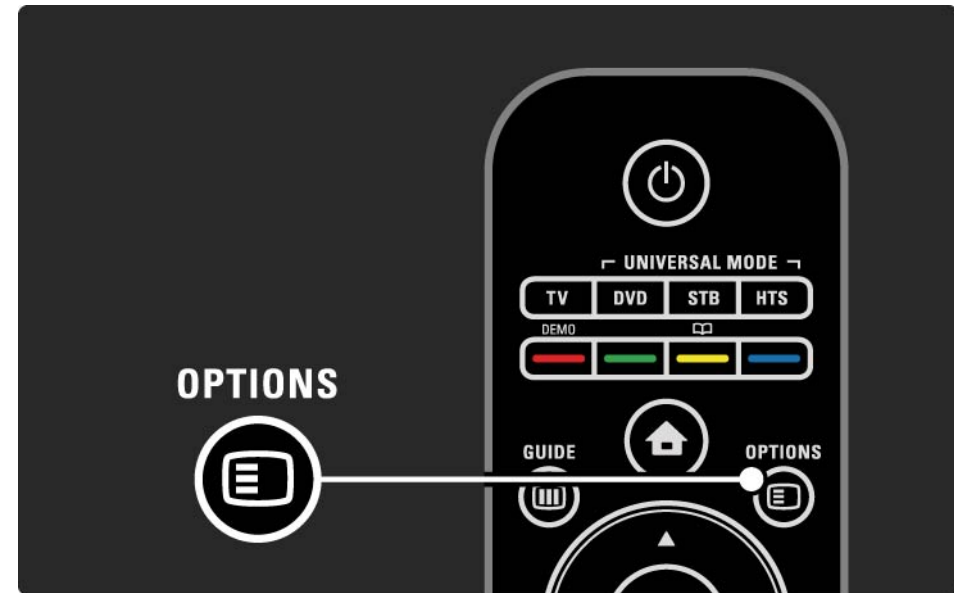 UNIVERSAL MODE
TV DVD STB HTS
DEMO
OPTIONS
GUIDE OPTIONS